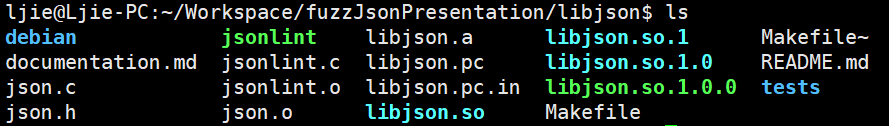 ljie@Ljie-PC:~/Workspace/fuzzJsonPresentation/libjson$ ls
debian jsonlint libjson.a libjson.so.1 Makefile~
documentation.md jsonlint.c libjson.pc libjson.so.1.0 README.md
json.c jsonlint.o libjson.pc.in libjson.so.1.0.0 tests
json.h json.o libjson.so Makefile